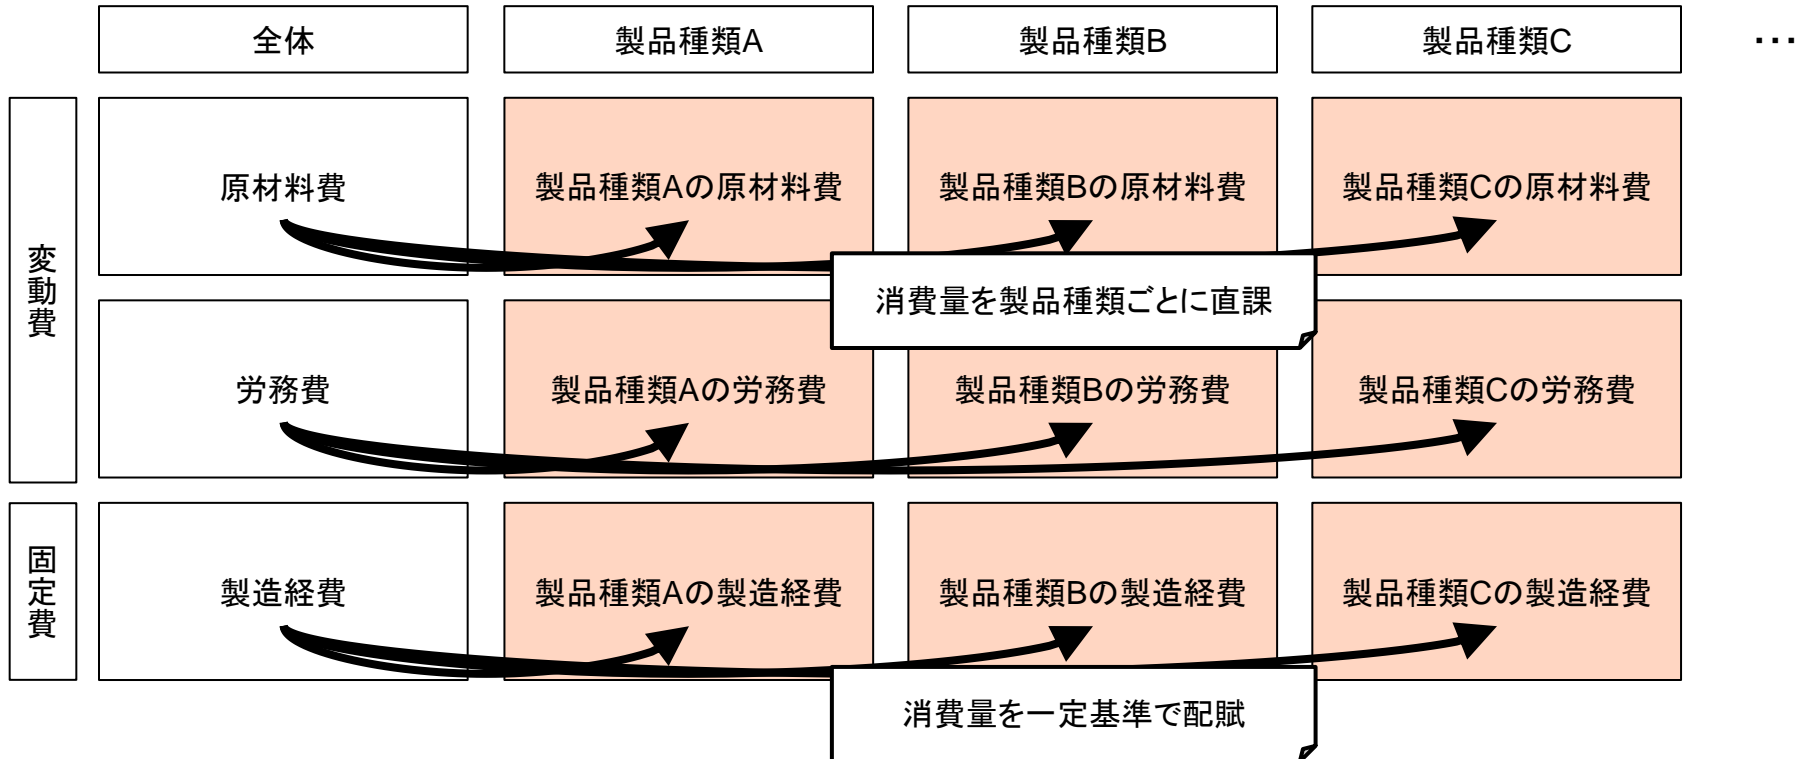 全体
製品種類A
製品種類B
製品種類C
…
変動費
原材料費
製品種類Aの原材料費
製品種類Bの原材料費
製品種類Cの原材料費
消費量を製品種類ごとに直課
労務費
製品種類Aの労務費
製品種類Bの労務費
製品種類Cの労務費
固定費
製造経費
製品種類Aの製造経費
製品種類Bの製造経費
製品種類Cの製造経費
消費量を一定基準で配賦